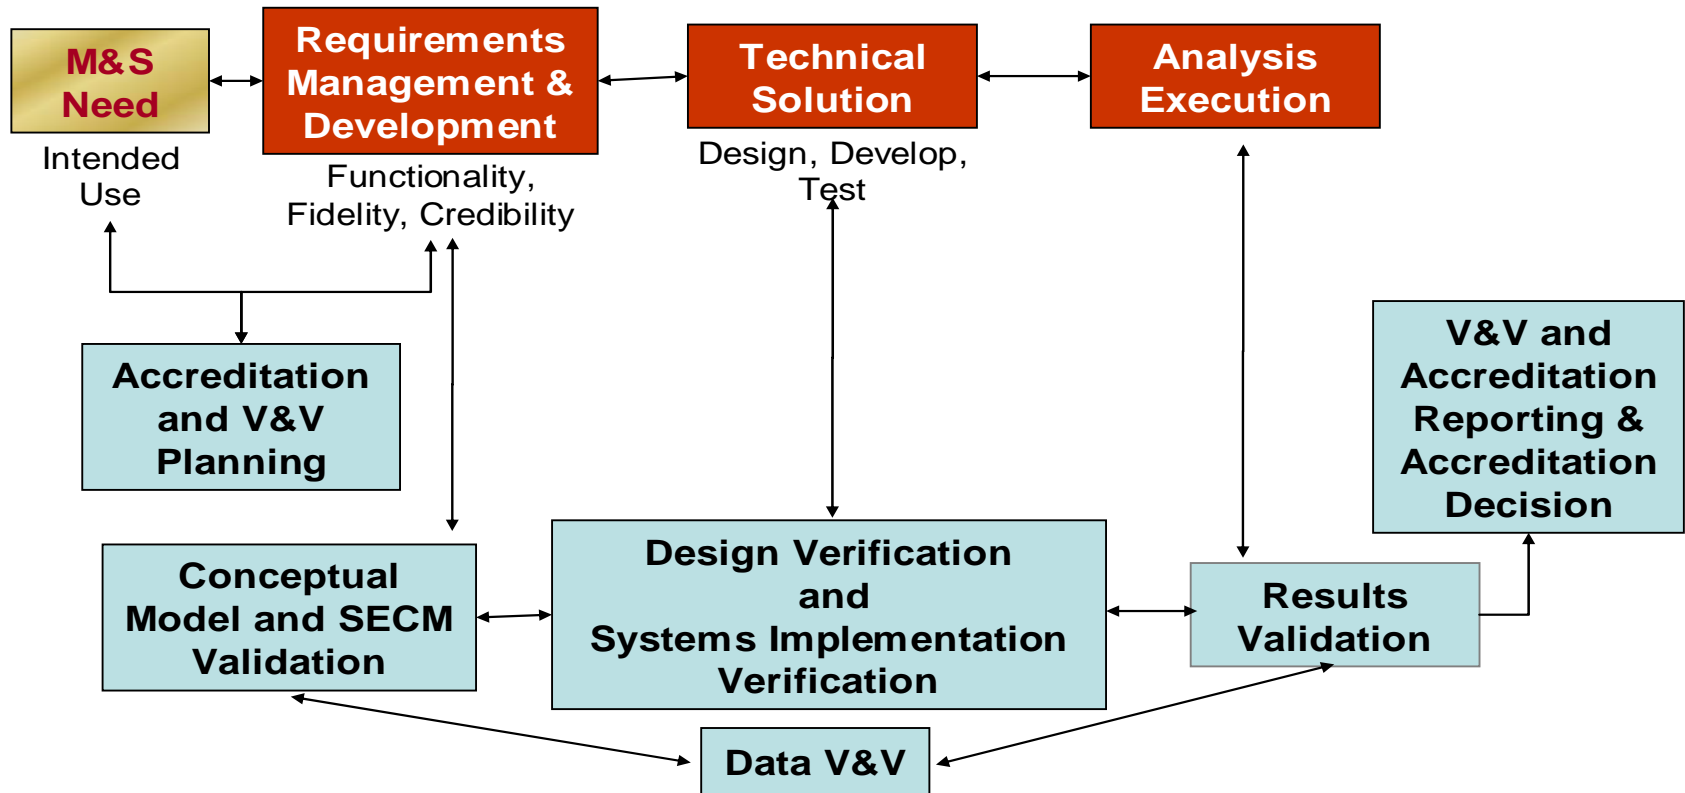 M&S
Need
Requirements
Management &
Development
Technical
Solution
Analysis
Execution
Intended
Use
Functionality,
Fidelity, Credibility
Design, Develop,
Test
Accreditation
and V&V
Planning
V&V and
Accreditation
Reporting &
Accreditation
Decision
Conceptual
Model and SECM
Validation
Design Verification
and
Systems Implementation
Verification
Results
Validation
Data V&V